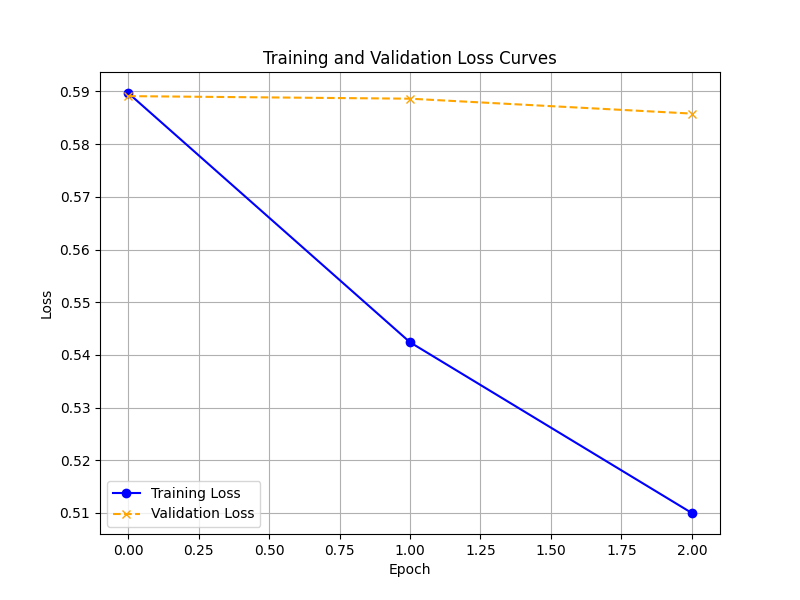 Training and Validation Loss Curves
0.59
0.58
0.57
0.56
0.55
0.54
0.53
0.52
0.51
Loss
Training Loss
Validation Loss
0.00 0.25 0.50 0.75 1.00 1.25 1.50 1.75 2.00
Epoch